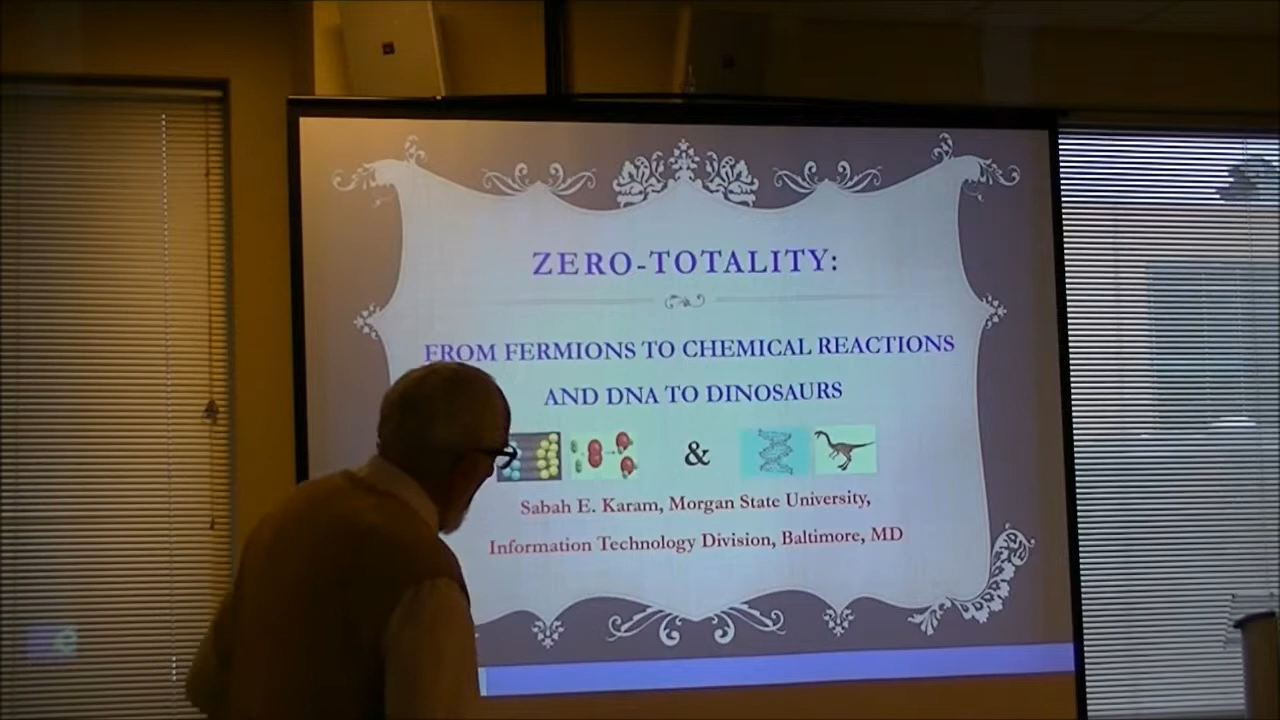 ZERO-TOTALITY:
FROM FERMIONS TO CHEMICAL REACTIONS
AND DNA TO DINOSAURS
&
Sabah E. Karam, Morgan State University,
Information Technology Division, Baltimore, MD